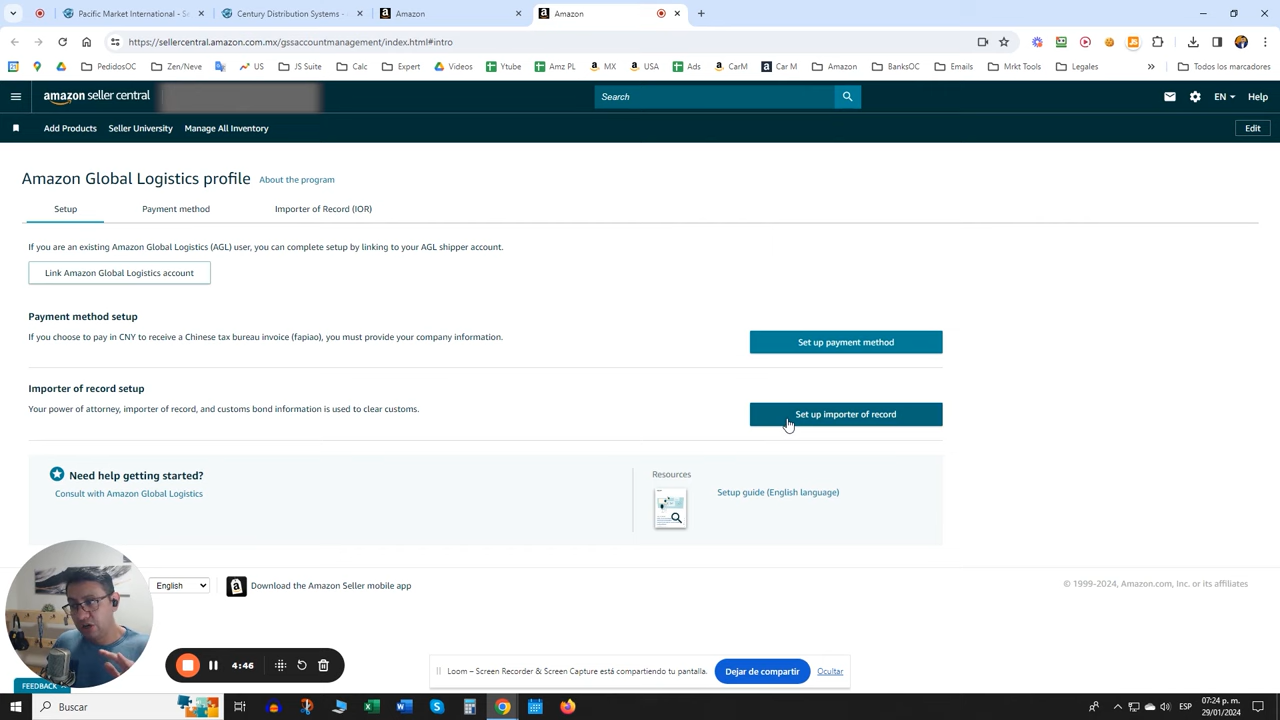 Pacific Market International - Se
Century Distribution Systems -
Amazon
Amazon
https://sellercentral.amazon.com.mx/gssaccountmanagement/index.html#intro
PedidosOC
Zen/Neve
US
JS Suite
Calc
Expert
Videos
Ytube
Amz PL
MX
USA
Ads
CarM
Car M
Amazon
BanksOC
Emails
Mrkt Tools
Legales
»
Todos los marcadores
amazon seller central
Search
EN
Help
Add Products
Seller University
Manage All Inventory
Edit
Amazon Global Logistics profile
About the program
Setup
Payment method
Importer of Record (IOR)
If you are an existing Amazon Global Logistics (AGL) user, you can complete setup by linking to your AGL shipper account.
Link Amazon Global Logistics account
Payment method setup
If you choose to pay in CNY to receive a Chinese tax bureau invoice (fapiao), you must provide your company information.
Set up payment method
Importer of record setup
Your power of attorney, importer of record, and customs bond information is used to clear customs.
Set up importer of record
Need help getting started?
Consult with Amazon Global Logistics
Resources
Setup guide (English language)
English
Download the Amazon Seller mobile app
© 1999-2024, Amazon.com, Inc. or its affiliates
4:46
Loom – Screen Recorder & Screen Capture está compartiendo tu pantalla.
Dejar de compartir
Ocultar
FEEDBACK
Buscar
ESP
07:24 p. m.
29/01/2024